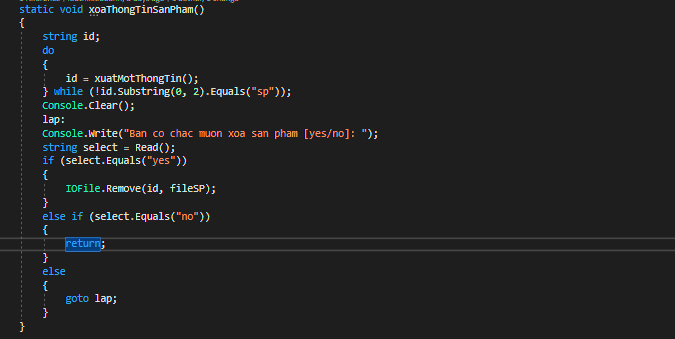 static void xoaThongTinSanPham()
{
string id;
do
{
id = xuatMotThongTin();
} while (!id.Substring(0, 2).Equals("sp"));
Console.Clear();
lap:
Console.Write("Ban co chac muon xoa san pham [yes/no]: ");
string select = Read();
if (select.Equals("yes"))
{
IOFile.Remove(id, fileSP);
}
else if (select.Equals("no"))
{
return;
}
else
{
goto lap;
}
}